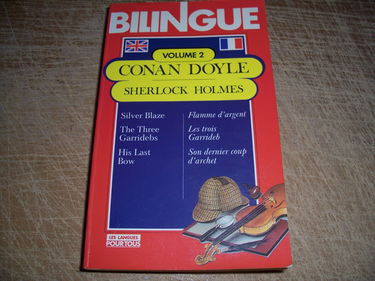 BILINGUE
VOLUME 2
CONAN DOYLE
SHERLOCK HOLMES
Silver Blaze
Flamme d'argent
The Three
Garridebs
Les trois
Garrideb
His Last
Bow
Son dernier coup
d'archet
LES LANGUES
POUR TOUS